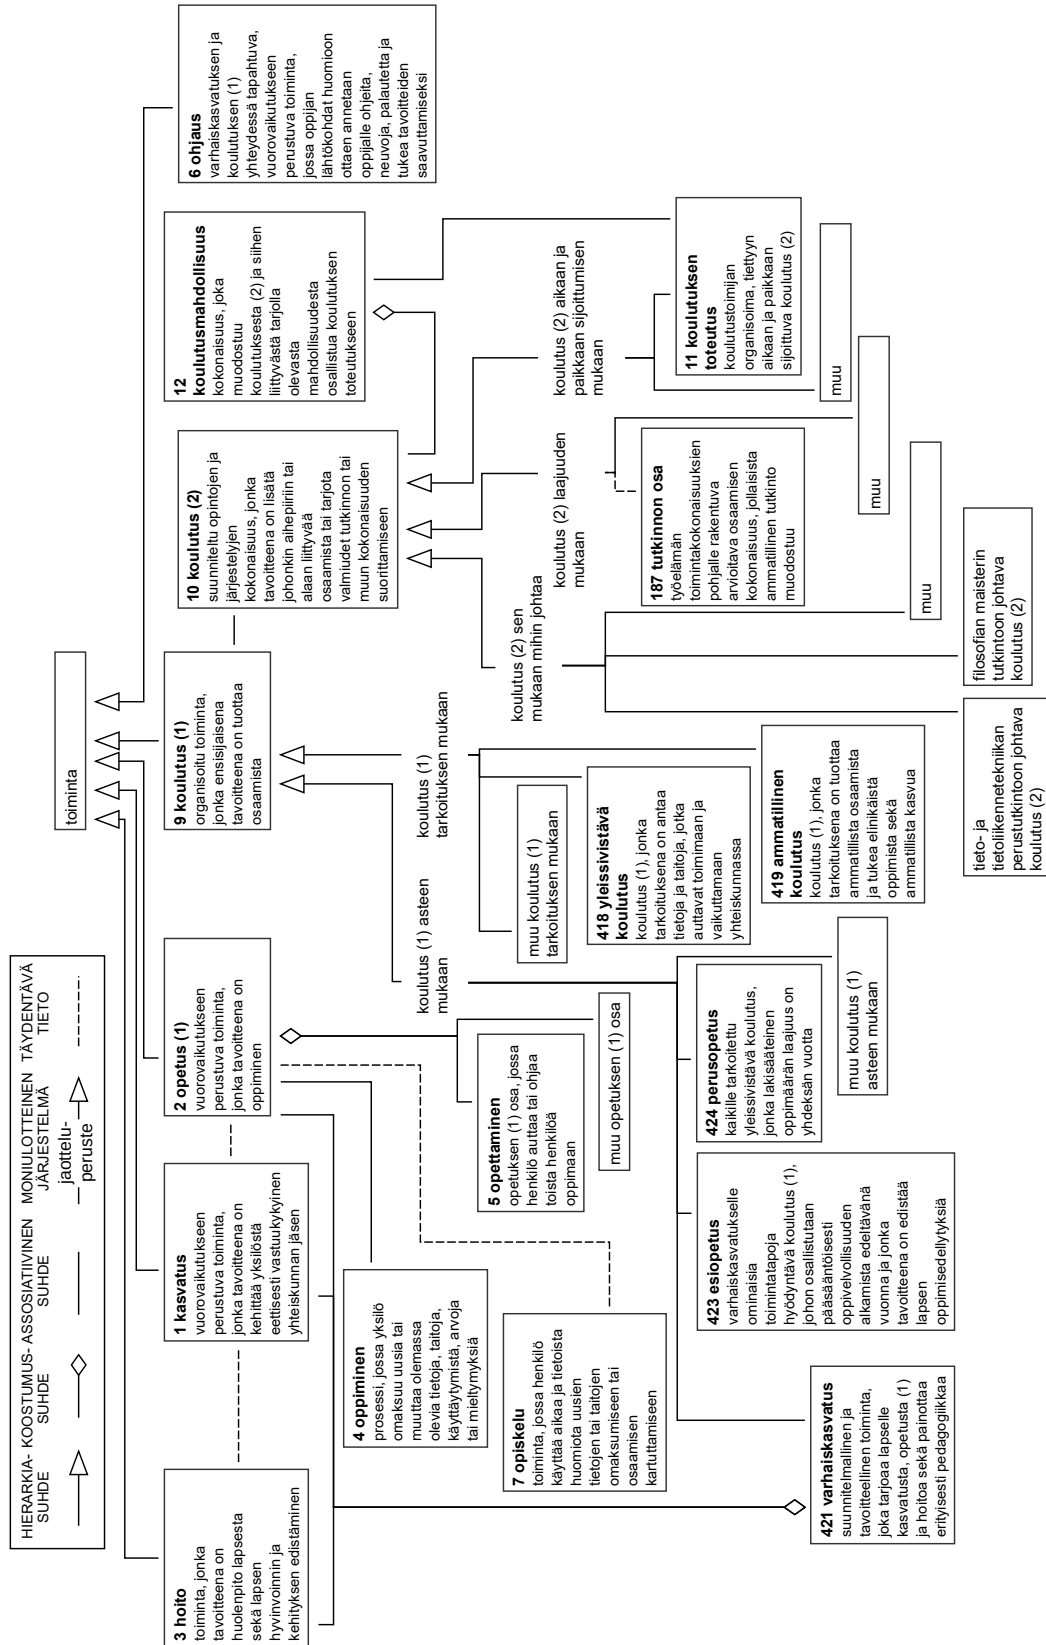 HIERARKIA- KOOSTUMUS- ASSOSIATIIVINEN MONIULOTTEINEN TÄYDENTÄVÄ
SUHDE SUHDE SUHDE JÄRJESTELMÄ TIETO
jaottelu-
peruste
toiminta
3 hoito
toiminta, jonka
tavoitteena on
huolenpito lapsesta
sekä lapsen
hyvinvoinnin ja
kehityksen edistäminen
1 kasvatus
vuorovaikutukseen
perustuva toiminta,
jonka tavoitteena on
kehittää yksilöstä
eettisesti vastuukykyinen
yhteiskunnan jäsen
2 opetus (1)
vuorovaikutukseen
perustuva toiminta,
jonka tavoitteena on
oppiminen
9 koulutus (1)
organisoitu toiminta,
jonka ensisijaisena
tavoitteena on tuottaa
osaamista
10 koulutus (2)
suunniteltu opintojen ja
järjestelyjen
kokonaisuus, jonka
tavoitteena on lisätä
johonkin aihepiiriin tai
alaan liittyvää
osaamista tai tarjota
valmiudet tutkinnon tai
muun kokonaisuuden
suorittamiseen
12
koulutusmahdollisuus
kokonaisuus, joka
muodostuu
koulutuksesta (2) ja siihen
liittyvästä tarjolla
olevasta
mahdollisuudesta
osallistua koulutuksen
toteutukseen
6 ohjaus
varhaiskasvatuksen ja
koulutuksen (1)
yhteydessä tapahtuva,
vuorovaikutukseen
perustuva toiminta,
jossa oppijan
lähtökohdat huomioon
ottaen annetaan
oppijalle ohjeita,
neuvoja, palautetta ja
tukea tavoitteiden
saavuttamiseksi
4 oppiminen
prosessi, jossa yksilö
omaksuu uusia tai
muuttaa olemassa
olevia tietoja, taitoja,
käyttäytymistä, arvoja
tai mieltymyksiä
7 opiskelu
toiminta, jossa henkilö
käyttää aikaa ja tietoista
huomiota uusien
tietojen tai taitojen
omaksumiseen tai
osaamisen
kartuttamiseen
5 opettaminen
opetuksen (1) osa, jossa
henkilö auttaa tai ohjaa
toista henkilöä
oppimaan
muu opetuksen (1) osa
koulutus (1) asteen
mukaan
koulutus (1)
tarkoituksen mukaan
koulutus (2) sen
mukaan mihin johtaa
koulutus (2) laajuuden
mukaan
koulutus (2) aikaan ja
paikkaan sijoittumisen
mukaan
muu koulutus (1)
tarkoituksen mukaan
418 yleissivistävä
koulutus
koulutus (1), jonka
tarkoituksena on antaa
tietoja ja taitoja, jotka
auttavat toimimaan ja
vaikuttamaan
yhteiskunnassa
419 ammatillinen
koulutus
koulutus (1), jonka
tarkoituksena on tuottaa
ammatillista osaamista
ja tukea elinikäistä
oppimista sekä
ammatillista kasvua
187 tutkinnon osa
työelämän
toimintakokonaisuuksien
pohjalle rakentuva
arvioitava osaamisen
kokonaisuus, jollaisista
ammatillinen tutkinto
muodostuu
11 koulutuksen
toteutus
koulutustoimijan
organisoima, tiettyyn
aikaan ja paikkaan
sijoittuva koulutus (2)
muu
muu
muu
421 varhaiskasvatus
suunnitelmallinen ja
tavoitteellinen toiminta,
joka tarjoaa lapselle
kasvatusta, opetusta (1)
ja hoitoa sekä painottaa
erityisesti pedagogiikkaa
423 esiopetus
varhaiskasvatukselle
ominaisia
toimintatapoja
hyödyntävä koulutus (1),
johon osallistutaan
pääsääntöisesti
oppivelvollisuuden
alkamista edeltävänä
vuonna ja jonka
tavoitteena on edistää
lapsen
oppimisedellytyksiä
424 perusopetus
kaikille tarkoitettu
yleissivistävä koulutus,
jonka lakisääteinen
oppimäärän laajuus on
yhdeksän vuotta
muu koulutus (1)
asteen mukaan
tieto- ja
tietoliikennetekniikan
perustutkintoon johtava
koulutus (2)
filosofian maisterin
tutkintoon johtava
koulutus (2)